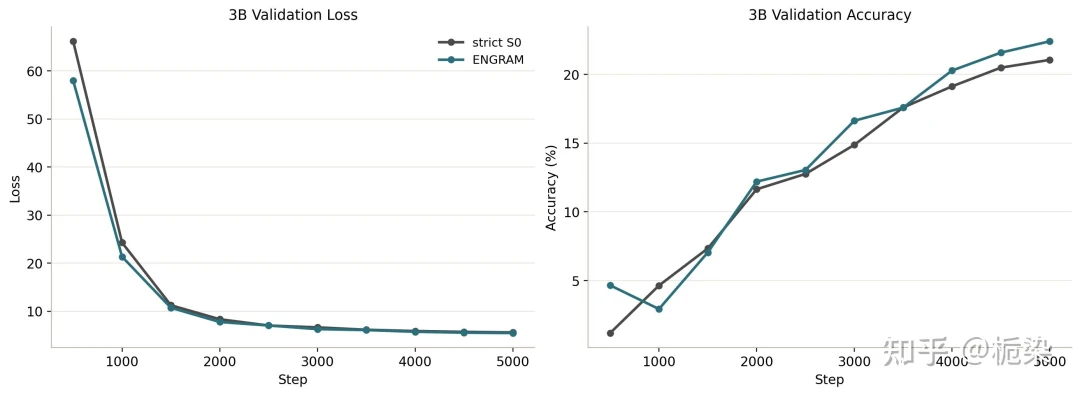 3B Validation Loss
strict S0
ENGRAM
60
50
40
30
20
10
Loss
1000
2000
3000
4000
5000
Step
3B Validation Accuracy
20
15
10
5
Accuracy (%)
1000
2000
3000
4000
5000
Step
知乎 @栀染